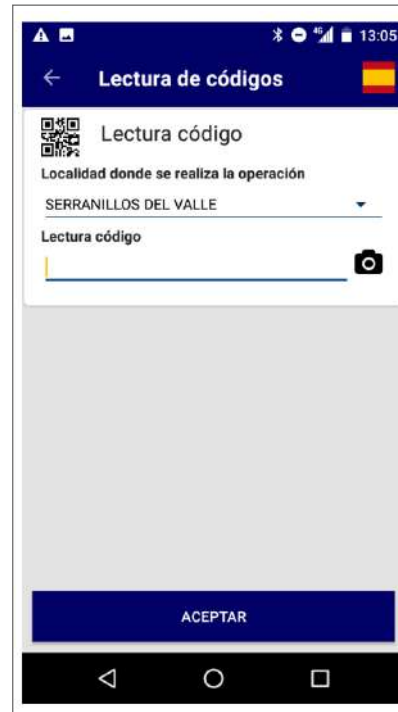 13:05
Lectura de códigos
Lectura código
Localidad donde se realiza la operación
SERRANILLOS DEL VALLE
Lectura código
ACEPTAR